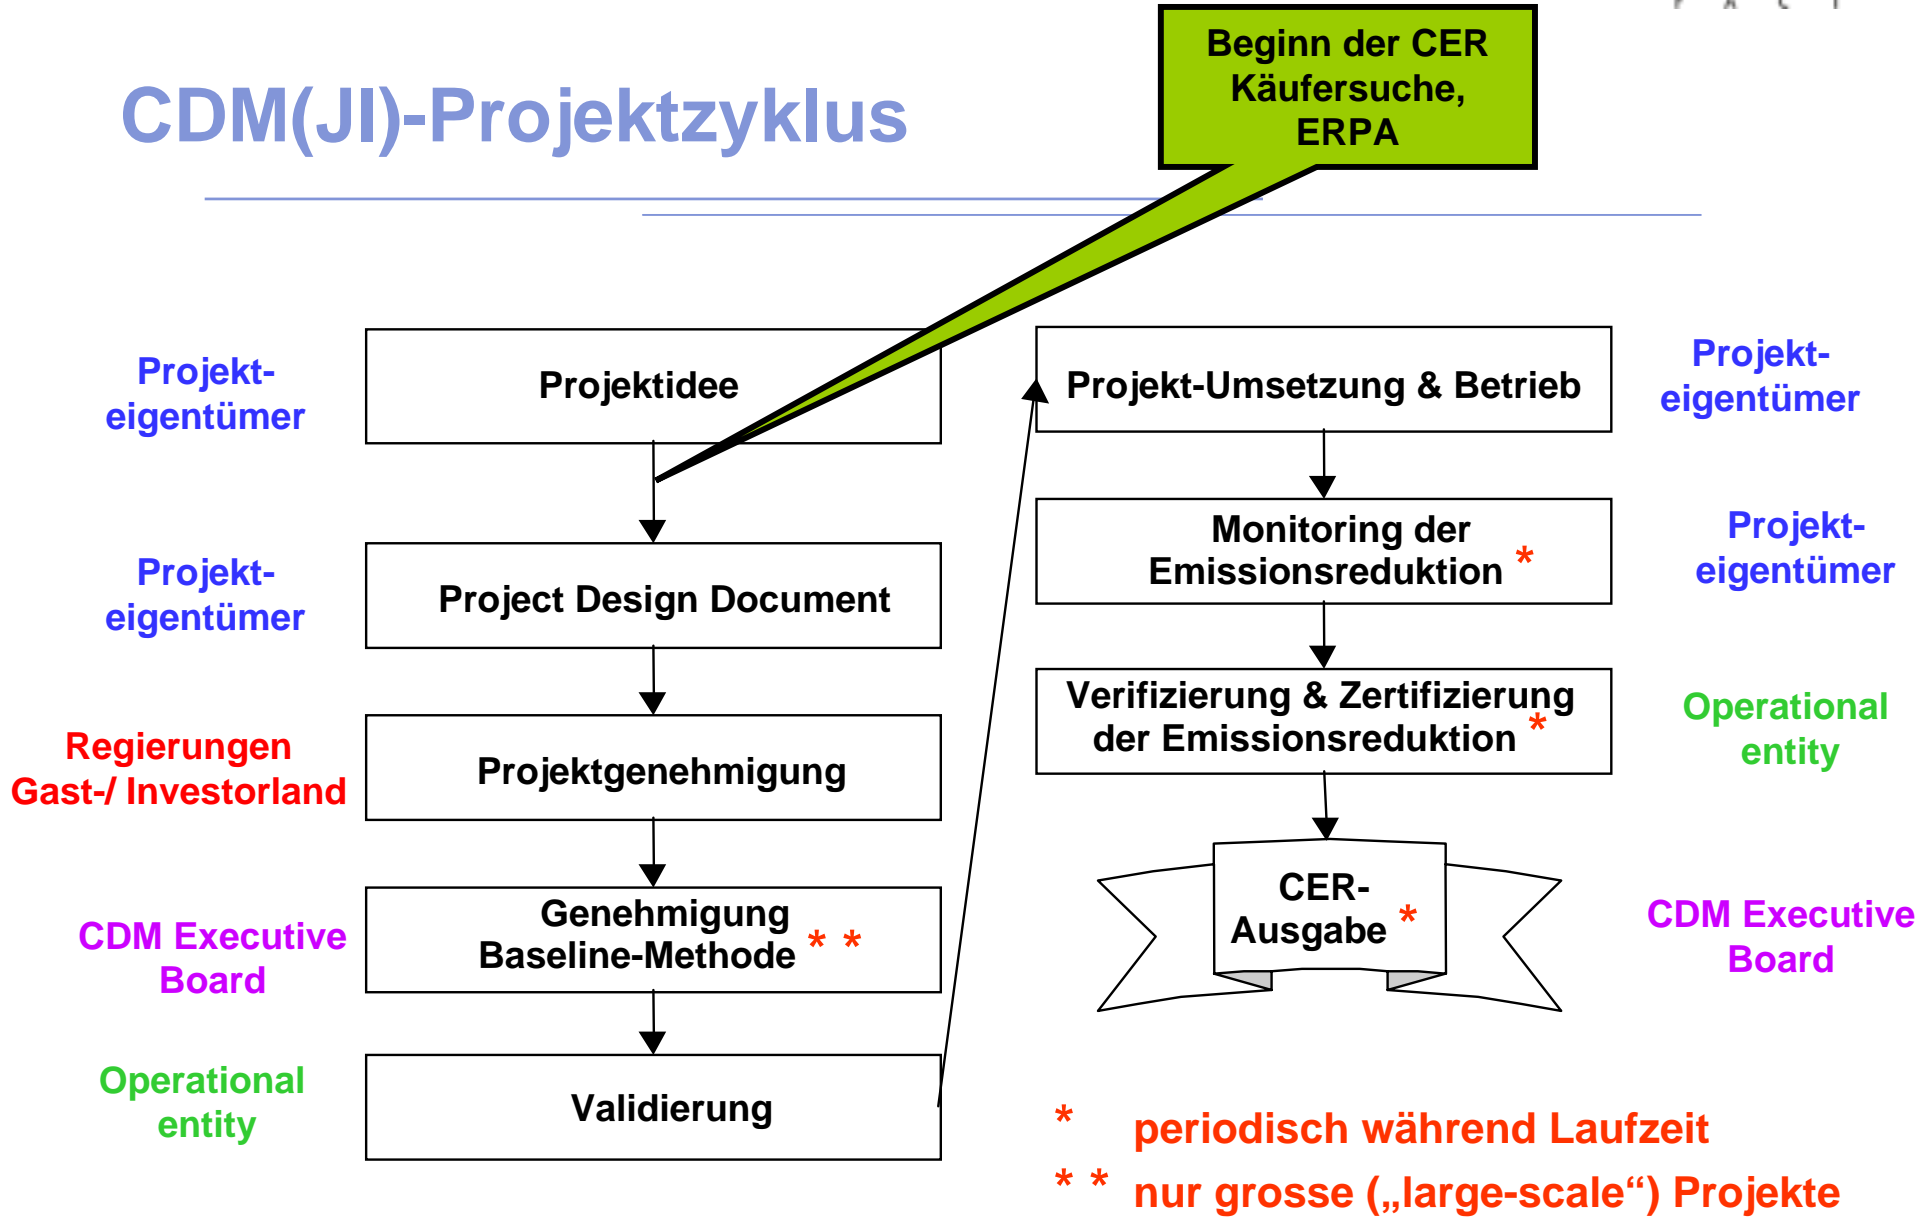 CDM(JI)-Projektzyklus
Beginn der CER
Käufersuche,
ERPA
Projekt-
eigentümer
Projektidee
Projekt-
eigentümer
Project Design Document
Regierungen
Gast-/ Investorland
Projektgenehmigung
CDM Executive
Board
Genehmigung
Baseline-Methode * *
Operational
entity
Validierung
Projekt-Umsetzung & Betrieb
Projekt-
eigentümer
Monitoring der
Emissionsreduktion *
Projekt-
eigentümer
Verifizierung & Zertifizierung
der Emissionsreduktion *
Operational
entity
CER-
Ausgabe *
CDM Executive
Board
* periodisch während Laufzeit
* * nur grosse („large-scale“) Projekte